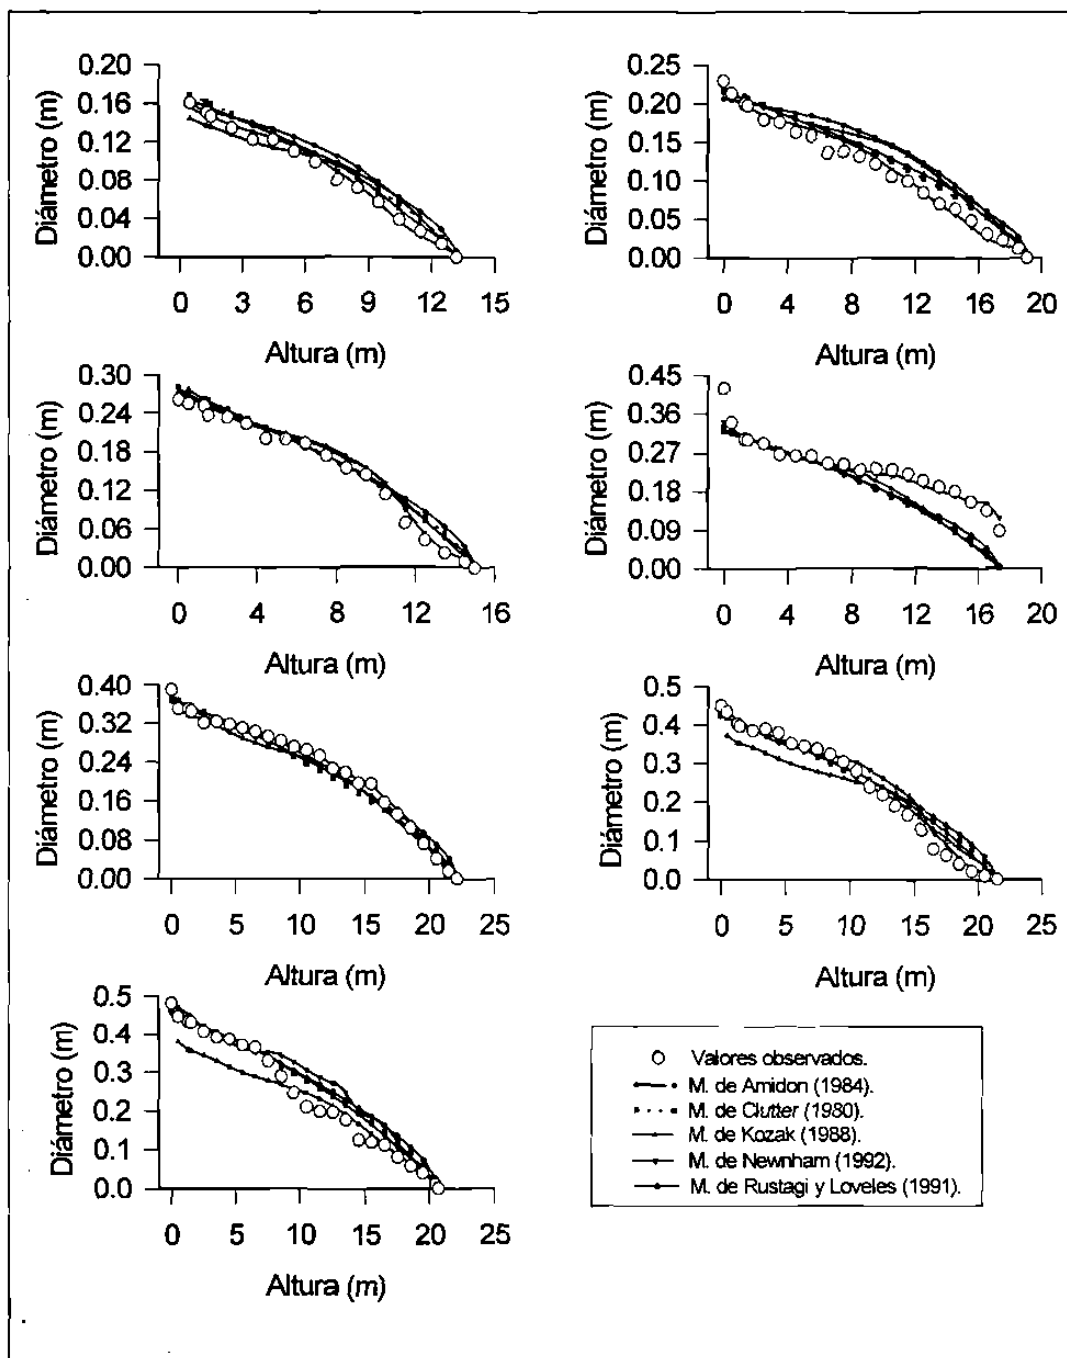 0.20
0.16
0.12
0.08
0.04
0.00
Diámetro (m)
0 3 6 9 12 15
Altura (m)
0.25
0.20
0.15
0.10
0.05
0.00
Diámetro (m)
0 4 8 12 16 20
Altura (m)
0.30
0.24
0.18
0.12
0.06
0.00
Diámetro (m)
0 4 8 12 16
Altura (m)
0.45
0.36
0.27
0.18
0.09
0.00
Diámetro (m)
0 4 8 12 16 20
Altura (m)
0.40
0.32
0.24
0.16
0.08
0.00
Diámetro (m)
0 5 10 15 20 25
Altura (m)
0.5
0.4
0.3
0.2
0.1
0.0
Diámetro (m)
0 5 10 15 20 25
Altura (m)
0.5
0.4
0.3
0.2
0.1
0.0
Diámetro (m)
0 5 10 15 20 25
Altura (m)
Valores observados.
M. de Amidon (1984).
M. de Clutter (1980).
M. de Kozak (1988).
M. de Newnham (1992).
M. de Rustagi y Loveles (1991).